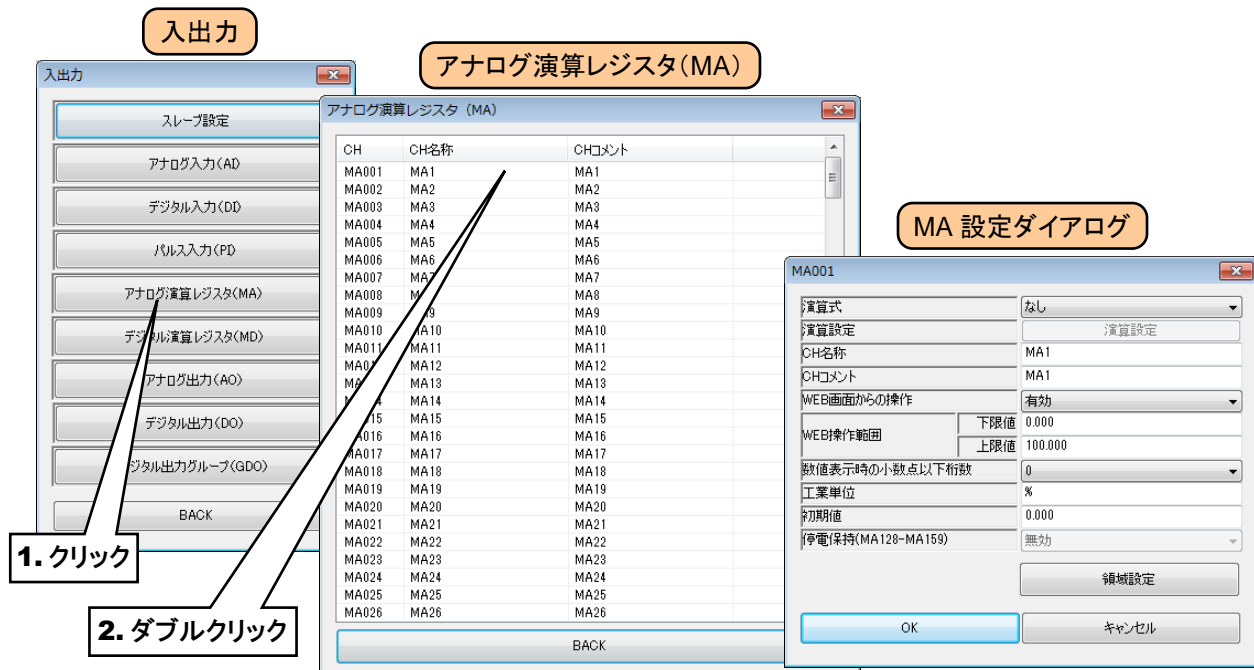 入出力
入出力
スレーブ設定
アナログ入力(AI)
デジタル入力(DI)
パルス入力(PI)
アナログ演算レジスタ(MA)
デジタル演算レジスタ(MD)
アナログ出力(AO)
デジタル出力(DO)
ジタル出力グループ(GDO)
BACK
1. クリック
アナログ演算レジスタ(MA)
アナログ演算レジスタ (MA)
CH CH名称 CHコメント
MA001 MA1 MA1
MA002 MA2 MA2
MA003 MA3 MA3
MA004 MA4 MA4
MA005 MA5 MA5
MA006 MA6 MA6
MA007 MA7 MA7
MA008 MA8
MA009 MA9
MA010 MA10 MA10
MA011 MA11 MA11
MA12 MA12
MA13 MA13
MA14 MA14
MA15 MA15
MA016 MA16 MA16
MA017 MA17 MA17
MA018 MA18 MA18
MA019 MA19 MA19
MA020 MA20 MA20
MA021 MA21 MA21
MA022 MA22 MA22
MA023 MA23 MA23
MA024 MA24 MA24
MA025 MA25 MA25
MA026 MA26 MA26
BACK
2. ダブルクリック
MA 設定ダイアログ
MA001
演算式 なし
演算設定 演算設定
CH名称 MA1
CHコメント MA1
WEB画面からの操作 有効
WEB操作範囲 下限値 0.000
上限値 100.000
数値表示時の小数点以下桁数 0
工業単位 %
初期値 0.000
停電保持(MA128-MA159) 無効
領域設定
OK キャンセル